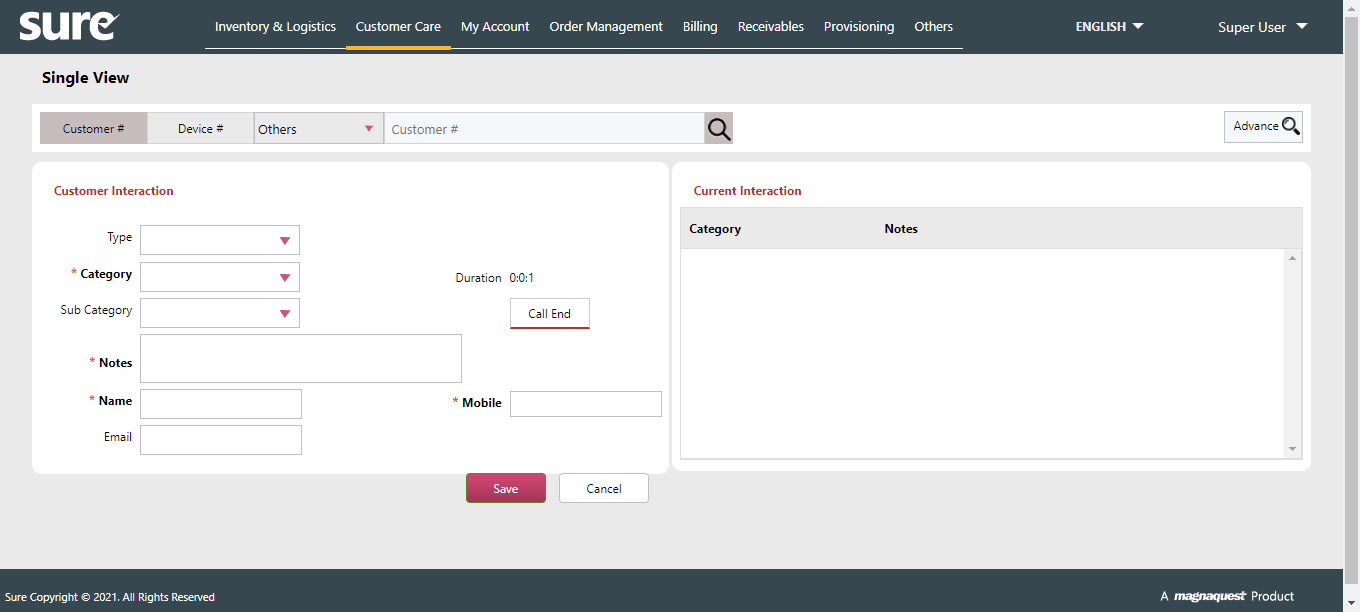 sure Inventory & Logistics Customer Care My Account Order Management Billing Receivables Provisioning Others ENGLISH Super User
Single View
Customer # Device # Others Customer # Advance
Customer Interaction Current Interaction
Category Notes
Type
* Category Duration 0:0:1
Sub Category Call End
* Notes
* Name * Mobile
Email
Save Cancel
Sure Copyright © 2021. All Rights Reserved A magnaquest Product